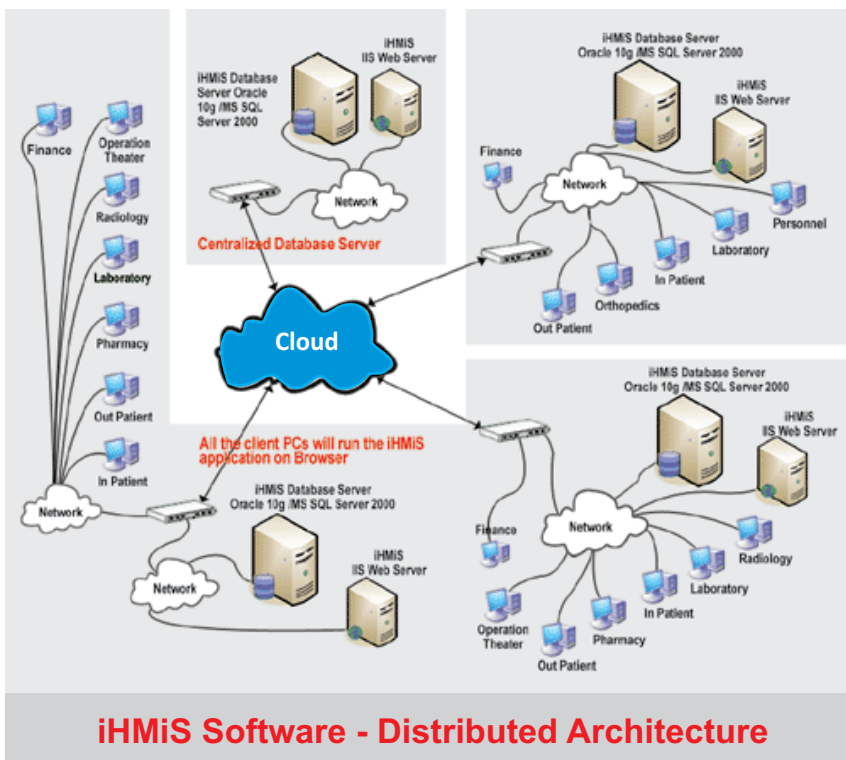 Finance
Operation
Theater
Radiology
Laboratory
Pharmacy
Out Patient
In Patient
Network
iHMiS Database
Server Oracle
10g /MS SQL
Server 2000
iHMiS
IIS Web Server
Network
Centralized Database Server
iHMiS Database Server
Oracle 10g /MS SQL Server 2000
iHMiS
IIS Web Server
Finance
Network
Personnel
Laboratory
In Patient
Orthopedics
Out Patient
Cloud
All the client PCs will run the iHMiS
application on Browser
iHMiS Database Server
Oracle 10g /MS SQL Server 2000
iHMiS
IIS Web Server
Network
iHMiS Database Server
Oracle 10g /MS SQL Server 2000
iHMiS
IIS Web Server
Finance
Network
Radiology
Laboratory
In Patient
Pharmacy
Operation
Theater
Out Patient
iHMiS Software - Distributed Architecture